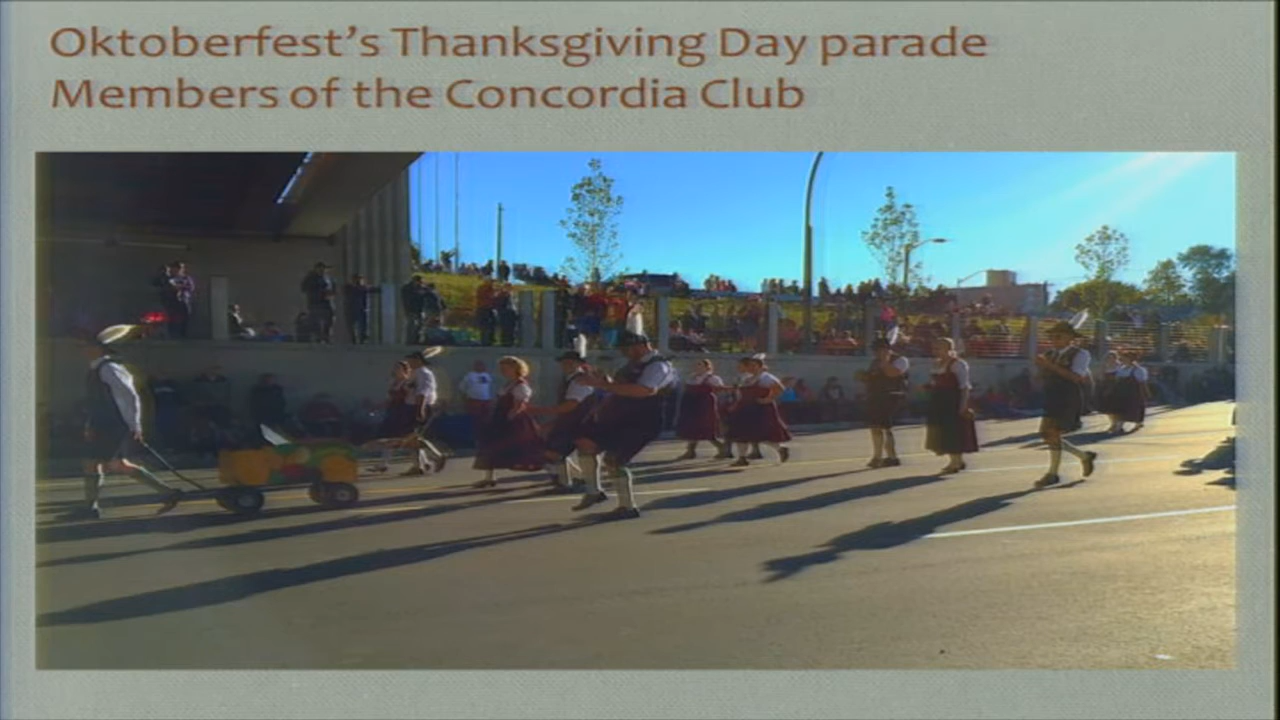 Oktoberfest's Thanksgiving Day parade
Members of the Concordia Club